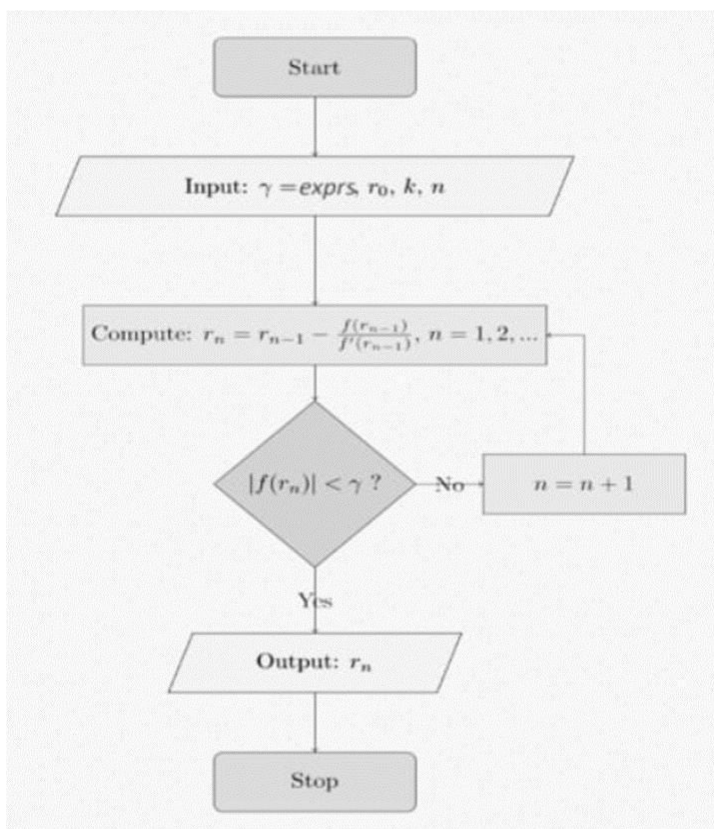 Start
Input: γ =exprs, r₀, k, n
Compute: rₙ = rₙ₋₁ − f(rₙ₋₁)/f′(rₙ₋₁), n = 1, 2, ...
|f(rₙ)| < γ ?
No
n = n + 1
Yes
Output: rₙ
Stop